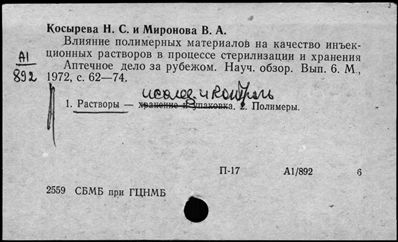 Косырева Н. С. и Миронова В. А.
Влияние полимерных материалов на качество инъек-
ционных растворов в процессе стерилизации и хранения
А1
892
Аптечное дело за рубежом. Науч. обзор. Вып. 6. М.,
1972, с. 62—74.
1. Растворы — хранение и упаковка. 2. Полимеры.
П-17 А1/892 6
2559 СБМБ при ГЦНМБ